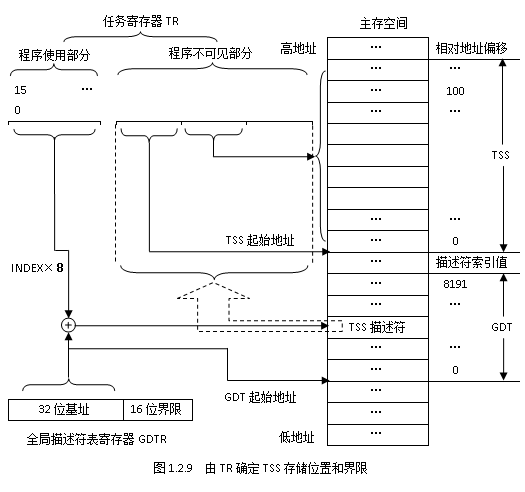 任务寄存器 TR
主存空间
程序使用部分
程序不可见部分
高地址
…
相对地址偏移
15
…
…
…
0
…
100
…
…
TSS
…
…
TSS 起始地址
…
0
INDEX×8
…
描述符索引值
…
8191
…
…
+
TSS 描述符
GDT
…
…
…
0
GDT 起始地址
…
32 位基址
16 位界限
…
全局描述符表寄存器 GDTR
低地址
…
图 1.2.9 由 TR 确定 TSS 存储位置和界限